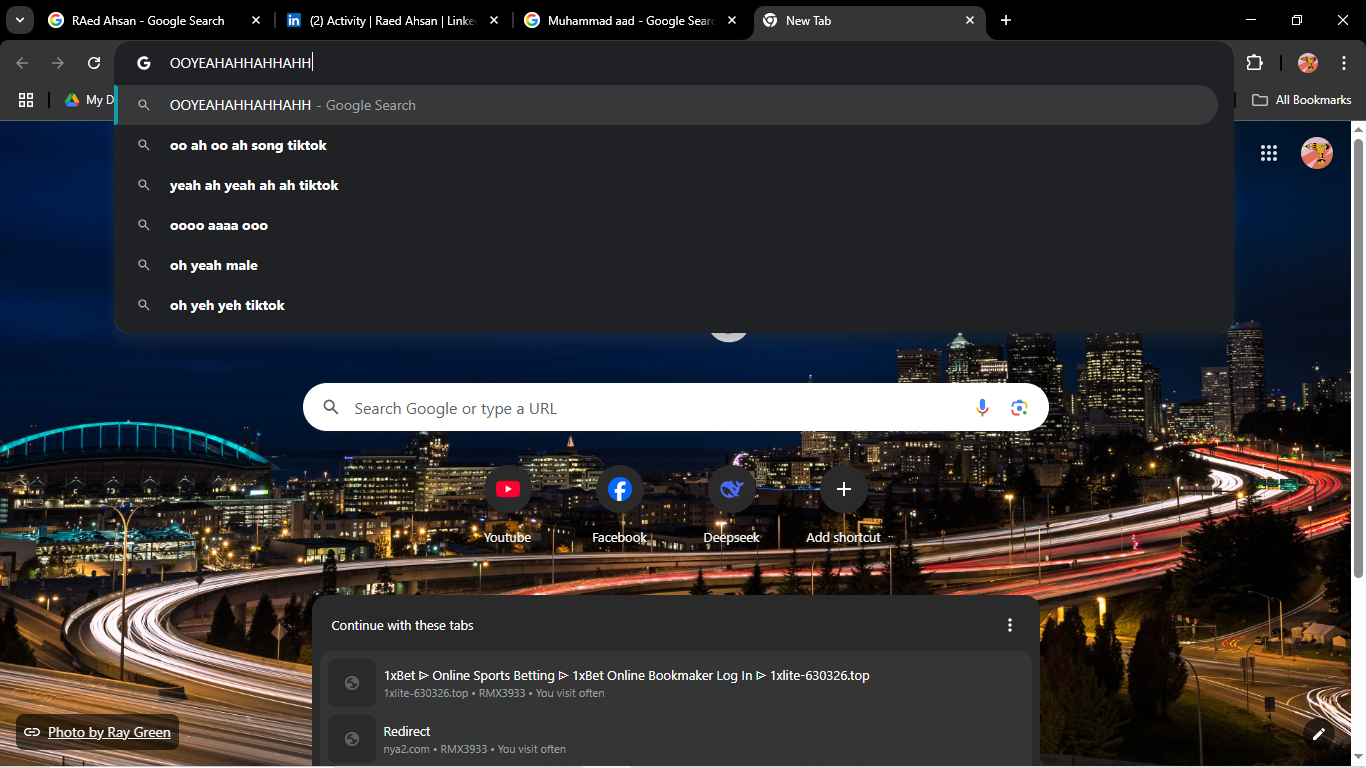 RAed Ahsan - Google Search
(2) Activity | Raed Ahsan | Linke
Muhammad aad - Google Sear
New Tab
OOYEAHAHHAHHAHH
My D
All Bookmarks
OOYEAHAHHAHHAHH - Google Search
oo ah oo ah song tiktok
yeah ah yeah ah ah tiktok
oooo aaaa ooo
oh yeah male
oh yeh yeh tiktok
Search Google or type a URL
Youtube
Facebook
Deepseek
Add shortcut
Continue with these tabs
1xBet ⊳ Online Sports Betting ⊳ 1xBet Online Bookmaker Log In ⊳ 1xlite-630326.top
1xlite-630326.top • RMX3933 • You visit often
Redirect
nya2.com • RMX3933 • You visit often
Photo by Ray Green